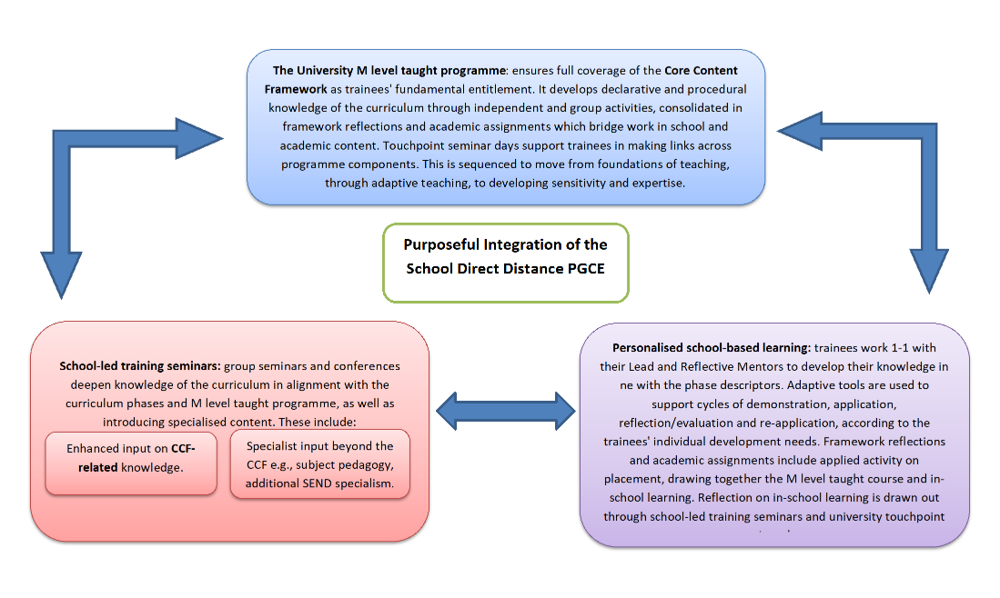 The University M level taught programme: ensures full coverage of the Core Content
Framework as trainees' fundamental entitlement. It develops declarative and procedural
knowledge of the curriculum through independent and group activities, consolidated in
framework reflections and academic assignments which bridge work in school and
academic content. Touchpoint seminar days support trainees in making links across
programme components. This is sequenced to move from foundations of teaching,
through adaptive teaching, to developing sensitivity and expertise.
Purposeful Integration of the
School Direct Distance PGCE
School-led training seminars: group seminars and conferences
deepen knowledge of the curriculum in alignment with the
curriculum phases and M level taught programme, as well as
introducing specialised content. These include:
Enhanced input on CCF-
related knowledge.
Specialist input beyond the
CCF e.g., subject pedagogy,
additional SEND specialism.
Personalised school-based learning: trainees work 1-1 with
their Lead and Reflective Mentors to develop their knowledge in
ne with the phase descriptors. Adaptive tools are used to
support cycles of demonstration, application,
reflection/evaluation and re-application, according to the
trainees' individual development needs. Framework reflections
and academic assignments include applied activity on
placement, drawing together the M level taught course and in-
school learning. Reflection on in-school learning is drawn out
through school-led training seminars and university touchpoint